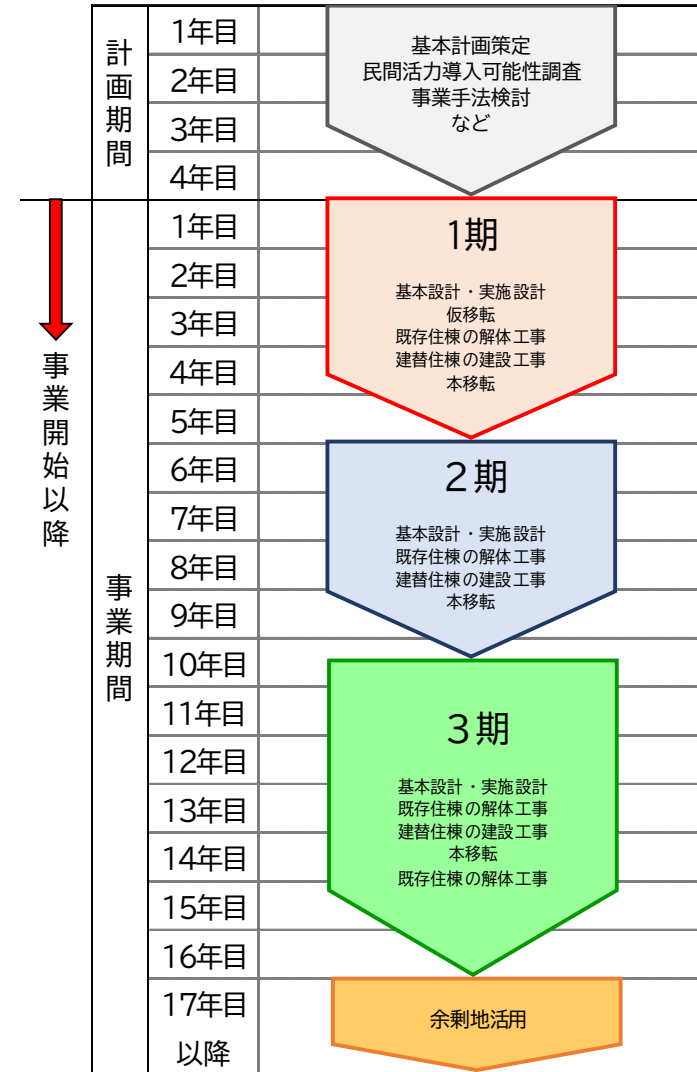 計画期間
1年目
2年目
3年目
4年目
基本計画策定
民間活力導入可能性調査
事業手法検討
など
事業開始以降
事業期間
1年目
2年目
3年目
4年目
5年目
6年目
7年目
8年目
9年目
10年目
11年目
12年目
13年目
14年目
15年目
16年目
17年目
以降
1期
基本設計・実施設計
仮移転
既存住棟の解体工事
建替住棟の建設工事
本移転
２期
基本設計・実施設計
既存住棟の解体工事
建替住棟の建設工事
本移転
３期
基本設計・実施設計
既存住棟の解体工事
建替住棟の建設工事
本移転
既存住棟の解体工事
余剰地活用